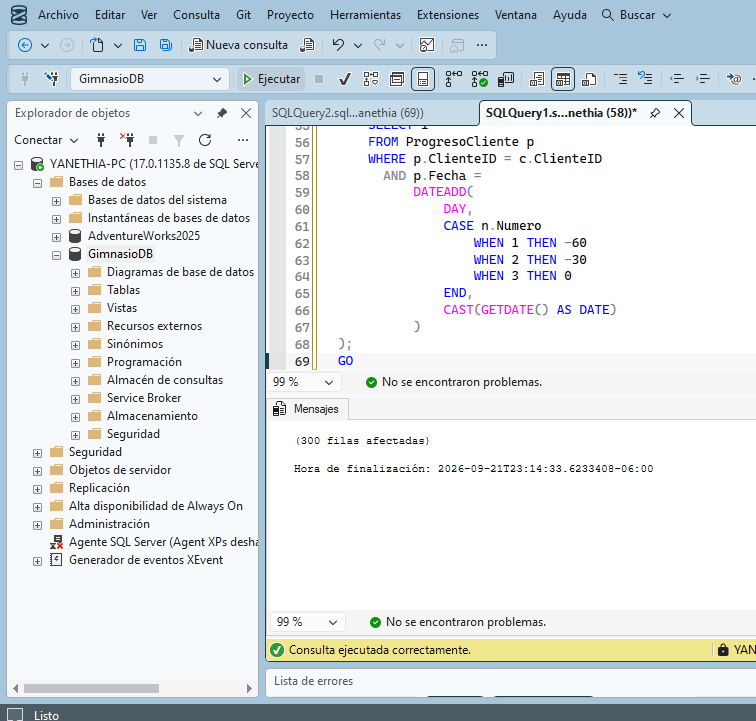 Archivo Editar Ver Consulta Git Proyecto Herramientas Extensiones Ventana Ayuda Buscar
Nueva consulta
GimnasioDB Ejecutar
Explorador de objetos
Conectar
YANETHIA-PC (17.0.1135.8 de SQL Serve
Bases de datos
Bases de datos del sistema
Instantáneas de bases de datos
AdventureWorks2025
GimnasioDB
Diagramas de base de datos
Tablas
Vistas
Recursos externos
Sinónimos
Programación
Almacén de consultas
Service Broker
Almacenamiento
Seguridad
Seguridad
Objetos de servidor
Replicación
Alta disponibilidad de Always On
Administración
Agente SQL Server (Agent XPs desha
Generador de eventos XEvent
SQLQuery2.sql...anethia (69)) SQLQuery1.s...nethia (58))*
55 SELECT 1
56 FROM ProgresoCliente p
57 WHERE p.ClienteID = c.ClienteID
58 AND p.Fecha =
59 DATEADD(
60 DAY,
61 CASE n.Numero
62 WHEN 1 THEN -60
63 WHEN 2 THEN -30
64 WHEN 3 THEN 0
65 END,
66 CAST(GETDATE() AS DATE)
67 )
68 );
69 GO
99 % No se encontraron problemas.
Mensajes
(300 filas afectadas)
Hora de finalización: 2026-09-21T23:14:33.6233408-06:00
99 % No se encontraron problemas.
Consulta ejecutada correctamente. YAN
Lista de errores
Listo